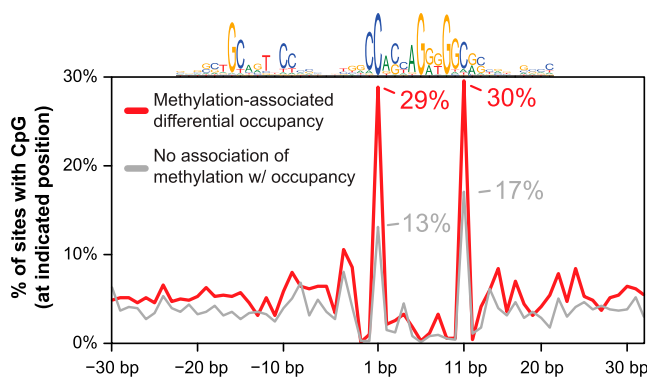 30%
20%
10%
0%
% of sites with CpG
(at indicated position)
Methylation-associated
differential occupancy
No association of
methylation w/ occupancy
29%
30%
13%
17%
−30 bp
−20 bp
−10 bp
1 bp
11 bp
20 bp
30 bp